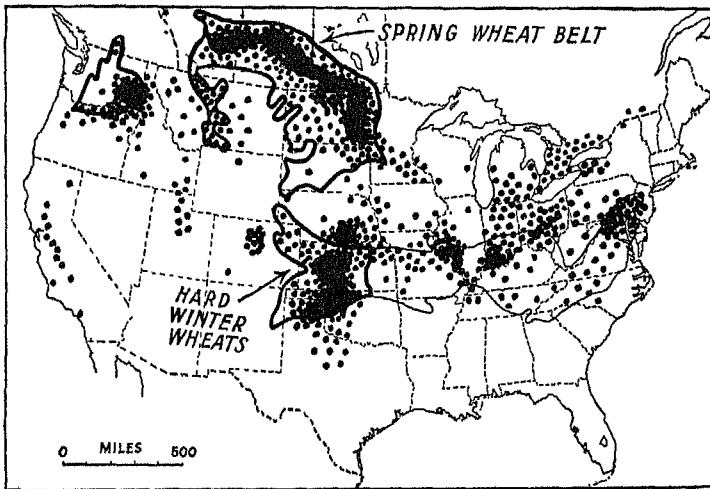 SPRING WHEAT BELT
HARD
WINTER
WHEATS
0 MILES 500